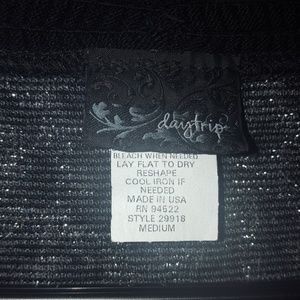 daytrip
BLEACH WHEN NEEDED
LAY FLAT TO DRY
RESHAPE
COOL IRON IF
NEEDED
MADE IN USA
RN 94622
STYLE 29918
MEDIUM